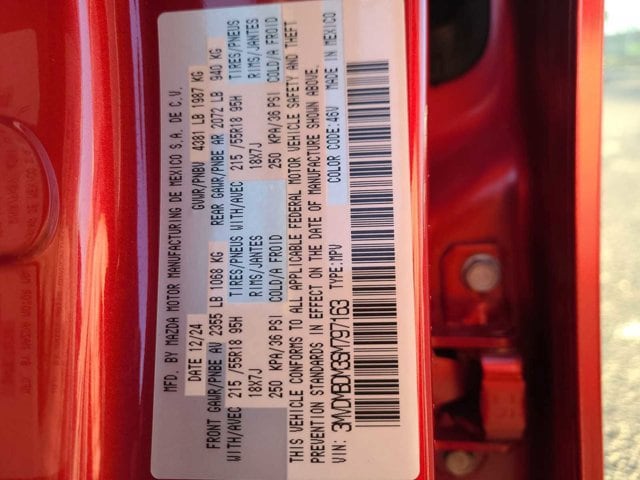 MFD. BY MAZDA MOTOR MANUFACTURING DE MEXICO S.A. DE C.V.
DATE 12/24 GVWR/PNBV 4381 LB 1987 KG
FRONT GAWR/PNBE AV 2355 LB 1068 KG REAR GAWR/PNBE AR 2072 LB 940 KG
WITH/AVEC 215 /55R18 95H TIRES/PNEUS WITH/AVEC 215 /55R18 95H TIRES/PNEUS
18X7J RIMS/JANTES 18X7J RIMS/JANTES
250 KPA/36 PSI COLD/A FROID 250 KPA/36 PSI COLD/A FROID
THIS VEHICLE CONFORMS TO ALL APPLICABLE FEDERAL MOTOR VEHICLE SAFETY AND THEFT
PREVENTION STANDARDS IN EFFECT ON THE DATE OF MANUFACTURE SHOWN ABOVE.
VIN: 3MVDMBDM3SM797163 TYPE:MPV COLOR CODE:46V MADE IN MEXICO